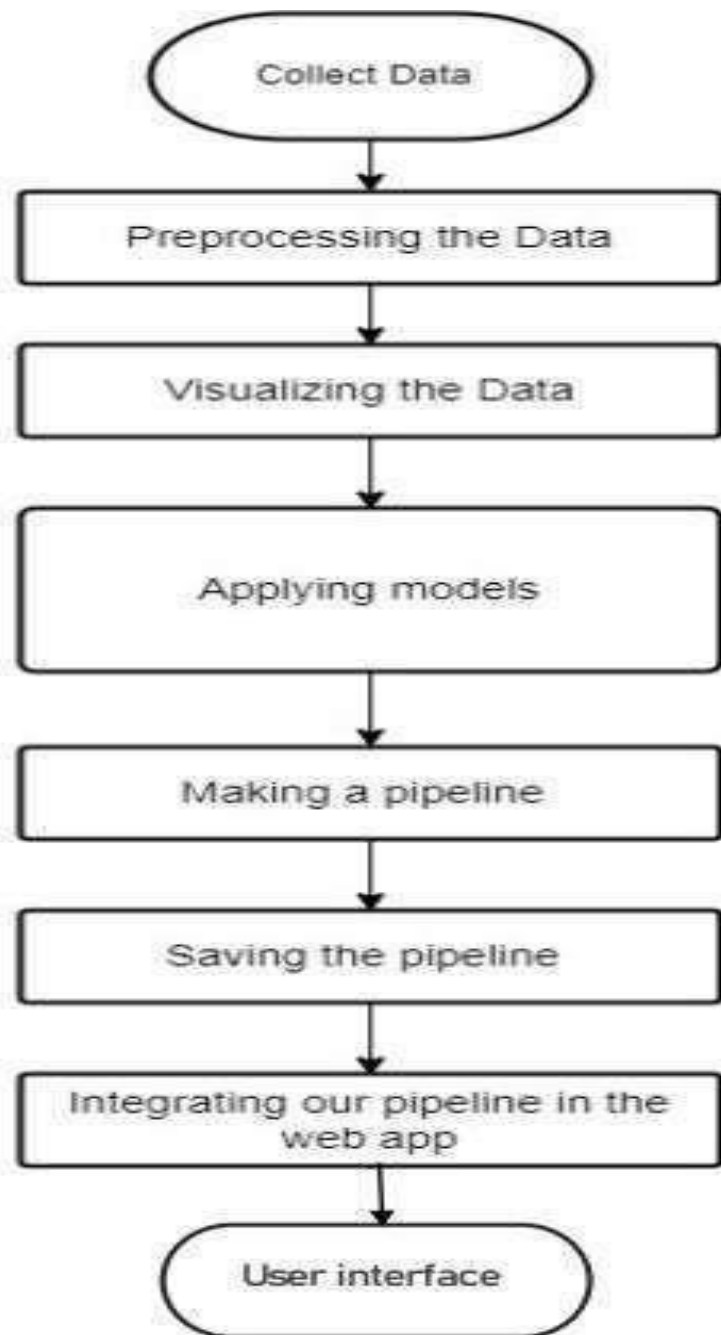 Collect Data
Preprocessing the Data
Visualizing the Data
Applying models
Making a pipeline
Saving the pipeline
Integrating our pipeline in the
web app
User interface